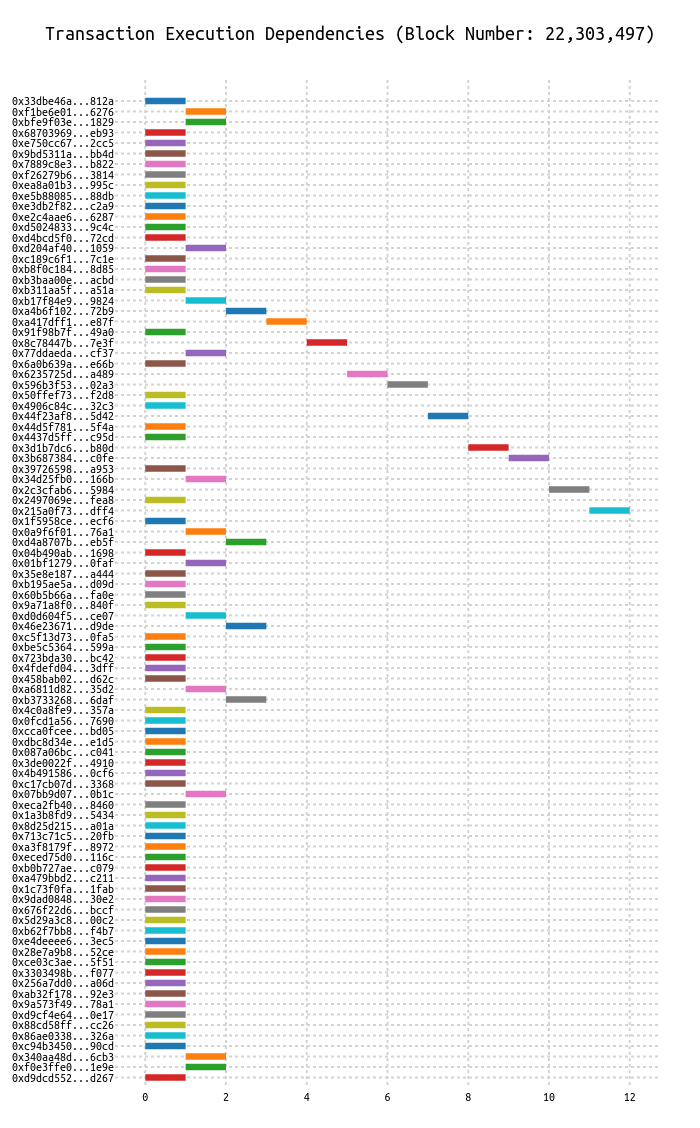 Transaction Execution Dependencies (Block Number: 22,303,497)
0x33dbe46a...812a
0xf1be6e01...6276
0xbfe9f03e...1829
0x68703969...eb93
0xe750cc67...2cc5
0x9bd5311a...bb4d
0x7889c8e3...b822
0xf26279b6...3814
0xea8a01b3...995c
0xe5b88085...88db
0xe3db2f82...c2a9
0xe2c4aae6...6287
0xd5024833...9c4c
0xd4bcd5f0...72cd
0xd204af40...1059
0xc189c6f1...7c1e
0xb8f0c184...8d85
0xb3baa00e...acbd
0xb311aa5f...a51a
0xb17f84e9...9824
0xa4b6f102...72b9
0xa417dff1...e87f
0x91f98b7f...49a0
0x8c78447b...7e3f
0x77ddaeda...cf37
0x6a0b639a...e66b
0x6235725d...a489
0x596b3f53...02a3
0x50ffef73...f2d8
0x4906c84c...32c3
0x44f23af8...5d42
0x44d5f781...5f4a
0x4437d5ff...c95d
0x3d1b7dc6...b80d
0x3b687384...c0fe
0x39726598...a953
0x34d25fb0...166b
0x2c3cfab6...5984
0x2497069e...fea8
0x215a0f73...dff4
0x1f5958ce...ecf6
0x0a9f6f01...76a1
0xd4a8707b...eb5f
0x04b490ab...1698
0x01bf1279...0faf
0x35e8e187...a444
0xb195ae5a...d09d
0x60b5b66a...fa0e
0x9a71a8f0...840f
0xd0d604f5...ce07
0x46e23671...d9de
0xc5f13d73...0fa5
0xbe5c5364...599a
0x723bda30...bc42
0x4fdefd04...3dff
0x458bab02...d62c
0xa6811d82...35d2
0xb3733268...6daf
0x4c0a8fe9...357a
0x0fcd1a56...7690
0xcca0fcee...bd05
0xdbc8d34e...e1d5
0x087a06bc...c041
0x3de0022f...4910
0x4b491586...0cf6
0xc17cb07d...3368
0x07bb9d07...0b1c
0xeca2fb40...8460
0x1a3b8fd9...5434
0x8d25d215...a01a
0x713c71c5...20fb
0xa3f8179f...8972
0xeced75d0...116c
0xb0b727ae...c079
0xa479bbd2...c211
0x1c73f0fa...1fab
0x9dad0848...30e2
0x676f22d6...bccf
0x5d29a3c8...00c2
0xb62f7bb8...f4b7
0xe4deeee6...3ec5
0x28e7a9b8...52ce
0xce03c3ae...5f51
0x3303498b...f077
0x256a7dd0...a06d
0xab32f178...92e3
0x9a573f49...78a1
0xd9cf4e64...0e17
0x88cd58ff...cc26
0x86ae0338...326a
0xc94b3450...90cd
0x340aa48d...6cb3
0xf0e3ffe0...1e9e
0xd9dcd552...d267
0 2 4 6 8 10 12